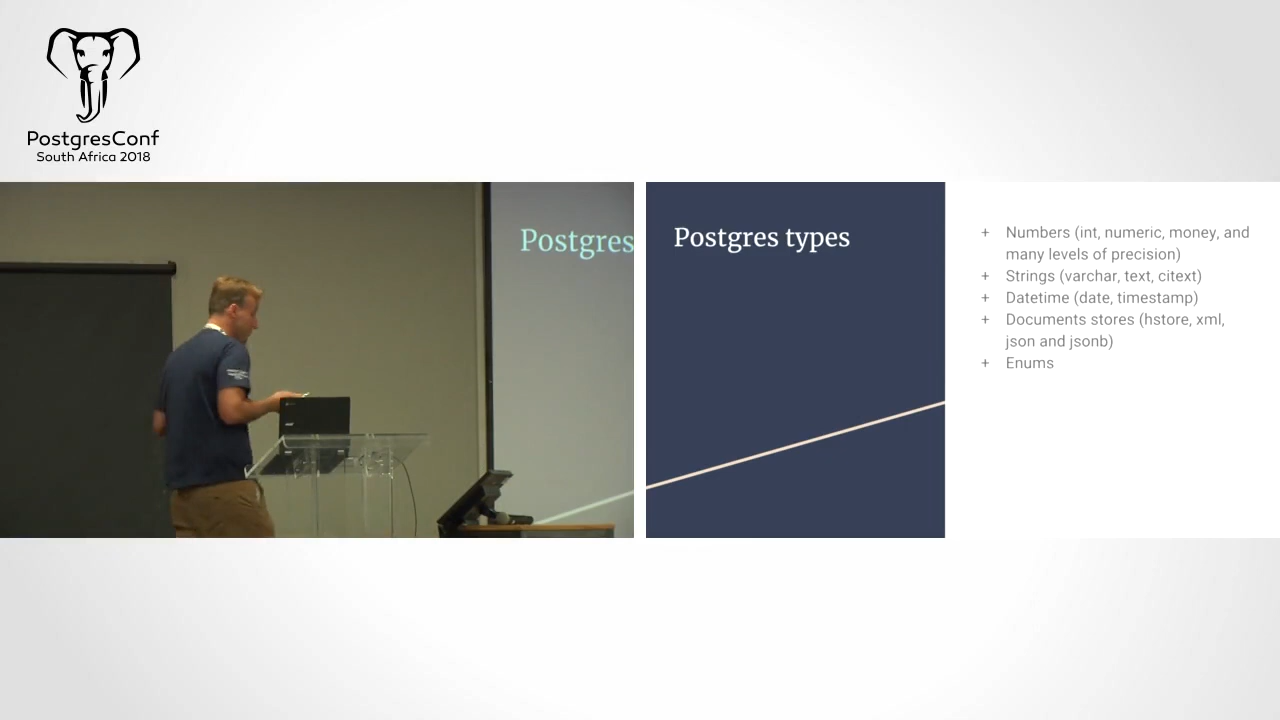 PostgresConf
South Africa 2018
Postgres
Postgres types
+ Numbers (int, numeric, money, and
many levels of precision)
+ Strings (varchar, text, citext)
+ Datetime (date, timestamp)
+ Documents stores (hstore, xml,
json and jsonb)
+ Enums